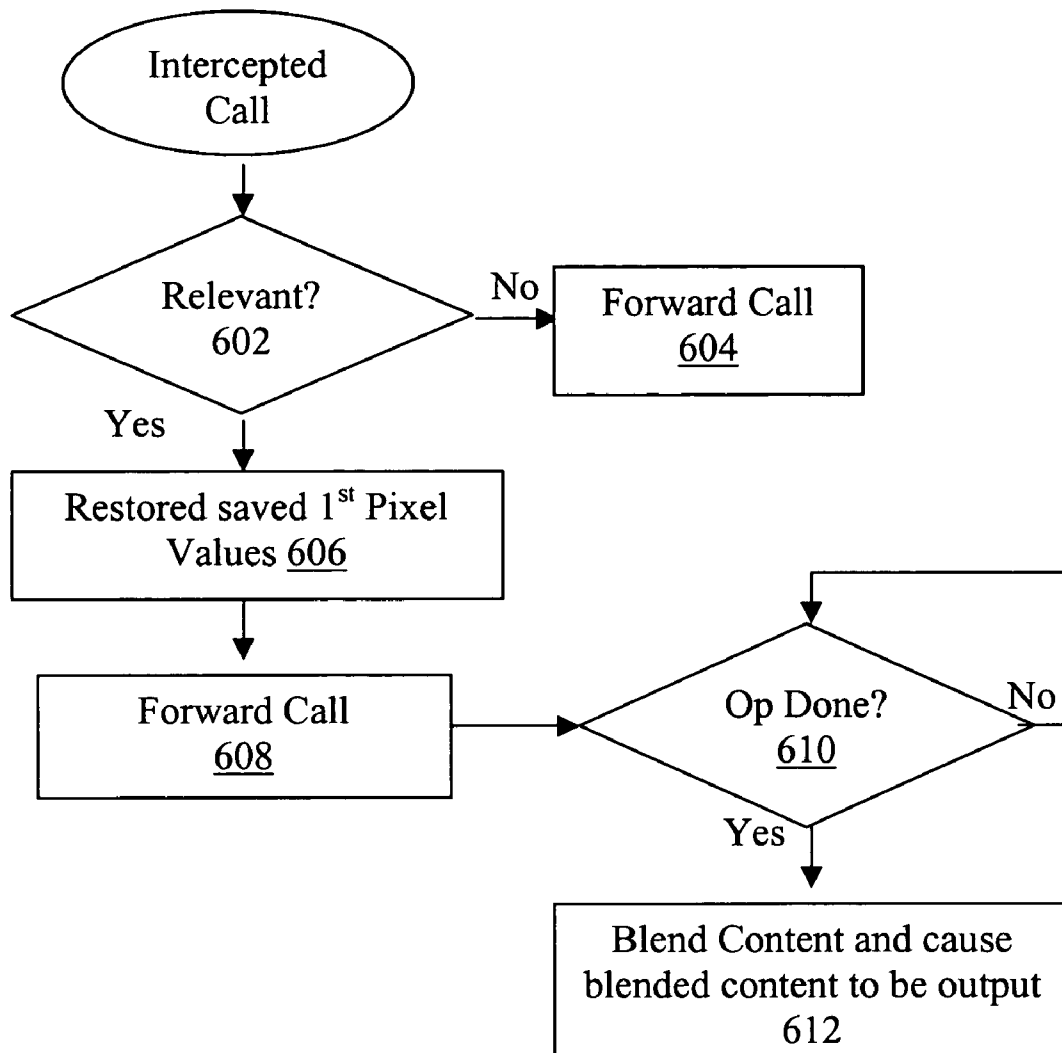 Intercepted
Call
Relevant?
602
No
Forward Call
604
Yes
Restored saved 1st Pixel
Values 606
Forward Call
608
Op Done?
610
No
Yes
Blend Content and cause
blended content to be output
612